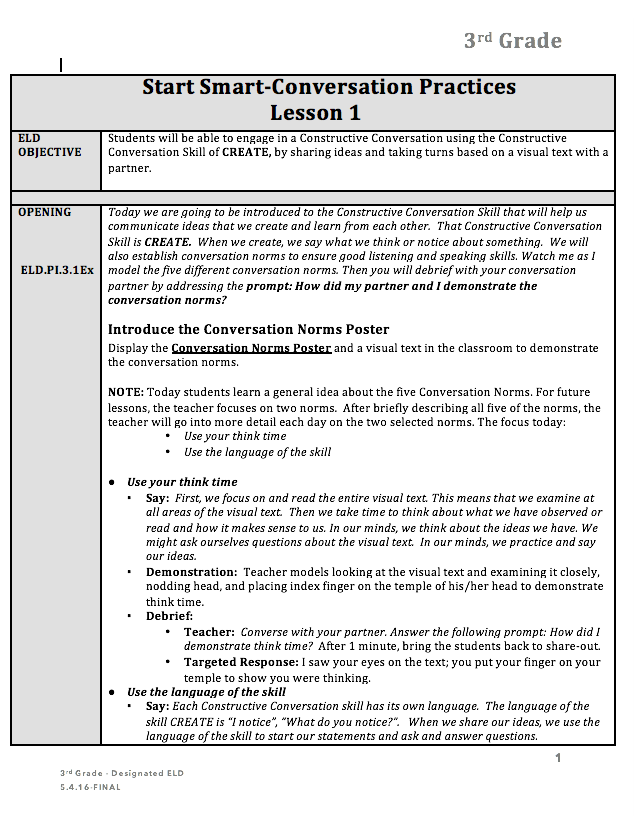 3rd Grade
Start Smart-Conversation Practices
Lesson 1
ELD
OBJECTIVE
Students will be able to engage in a Constructive Conversation using the Constructive
Conversation Skill of CREATE, by sharing ideas and taking turns based on a visual text with a
partner.
OPENING
ELD.PI.3.1Ex
Today we are going to be introduced to the Constructive Conversation Skill that will help us
communicate ideas that we create and learn from each other.  That Constructive Conversation
Skill is CREATE.  When we create, we say what we think or notice about something.  We will
also establish conversation norms to ensure good listening and speaking skills. Watch me as I
model the five different conversation norms. Then you will debrief with your conversation
partner by addressing the prompt: How did my partner and I demonstrate the
conversation norms?
Introduce the Conversation Norms Poster
Display the Conversation Norms Poster and a visual text in the classroom to demonstrate
the conversation norms.
NOTE: Today students learn a general idea about the five Conversation Norms. For future
lessons, the teacher focuses on two norms.  After briefly describing all five of the norms, the
teacher will go into more detail each day on the two selected norms. The focus today:
• Use your think time
• Use the language of the skill
● Use your think time
▪ Say:  First, we focus on and read the entire visual text. This means that we examine at
all areas of the visual text.  Then we take time to think about what we have observed or
read and how it makes sense to us. In our minds, we think about the ideas we have. We
might ask ourselves questions about the visual text.  In our minds, we practice and say
our ideas.
▪ Demonstration:  Teacher models looking at the visual text and examining it closely,
nodding head, and placing index finger on the temple of his/her head to demonstrate
think time.
▪ Debrief:
• Teacher:  Converse with your partner. Answer the following prompt: How did I
demonstrate think time?  After 1 minute, bring the students back to share-out.
• Targeted Response: I saw your eyes on the text; you put your finger on your
temple to show you were thinking.
● Use the language of the skill
▪ Say:  Each Constructive Conversation skill has its own language.  The language of the
skill CREATE is “I notice”, ”What do you notice?”.   When we share our ideas, we use the
language of the skill to start our statements and ask and answer questions.
1
3rd Grade - Designated ELD
5.4.16-FINAL